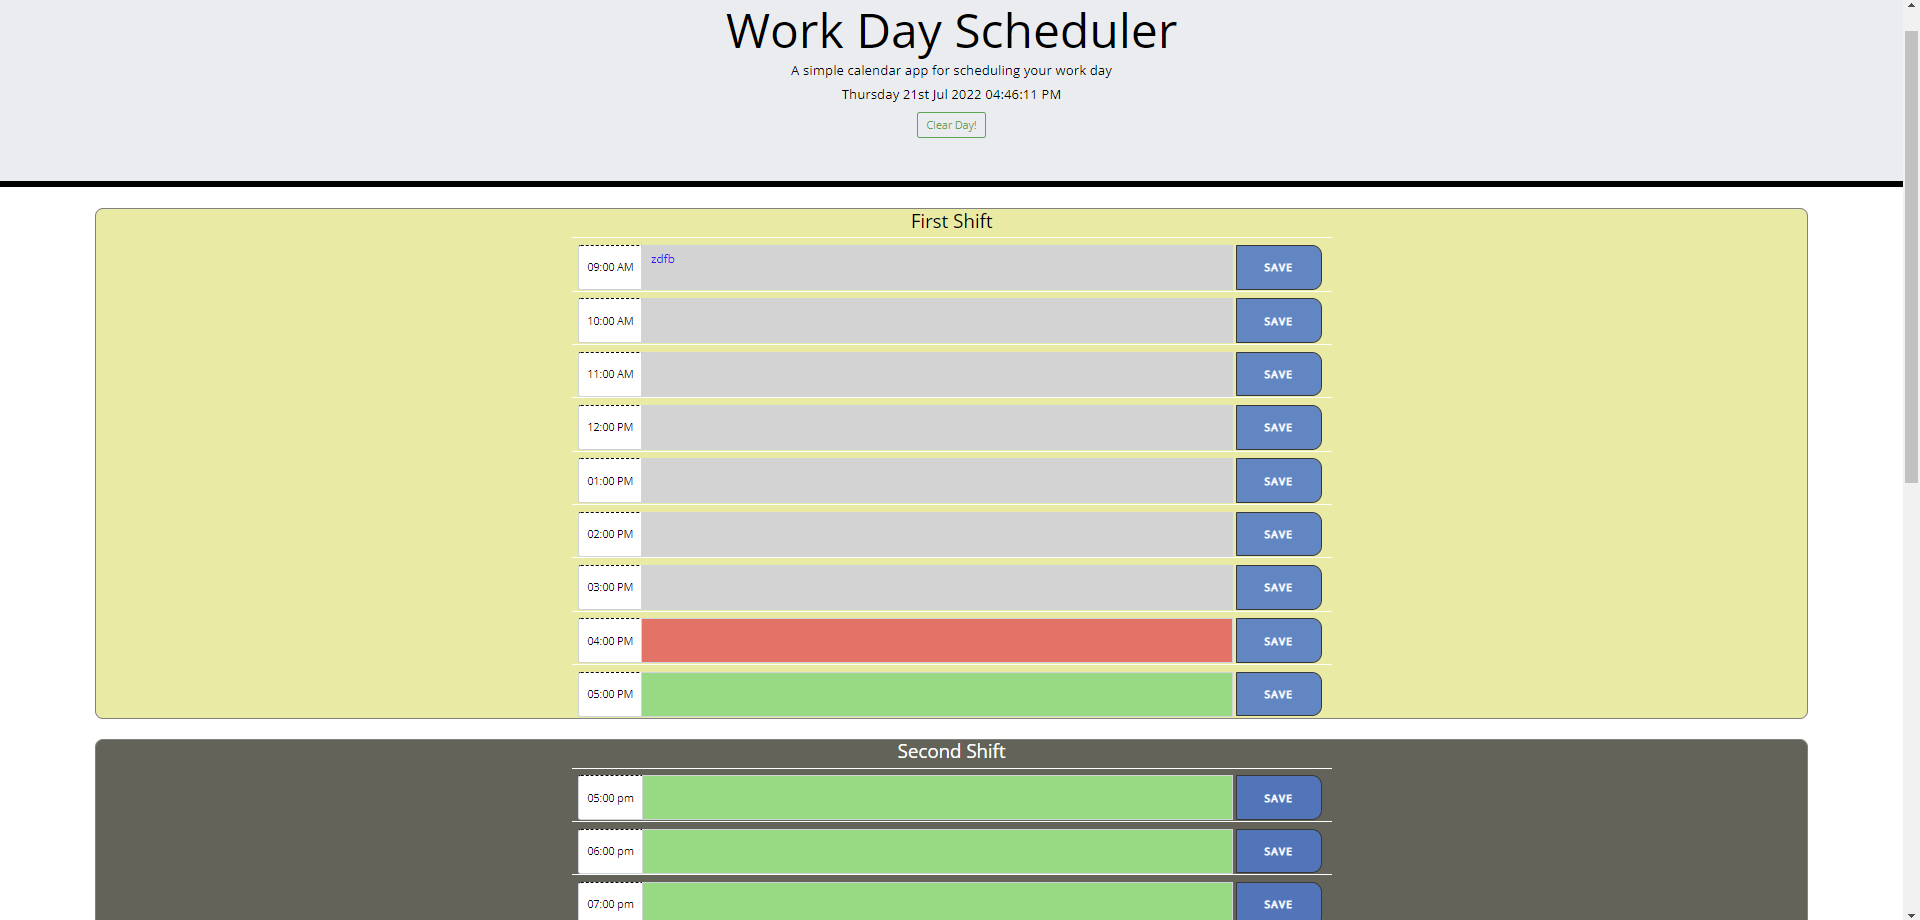 Work Day Scheduler
A simple calendar app for scheduling your work day
Thursday 21st Jul 2022 04:46:11 PM
Clear Day!
First Shift
09:00 AM zdfb SAVE
10:00 AM SAVE
11:00 AM SAVE
12:00 PM SAVE
01:00 PM SAVE
02:00 PM SAVE
03:00 PM SAVE
04:00 PM SAVE
05:00 PM SAVE
Second Shift
05:00 pm SAVE
06:00 pm SAVE
07:00 pm SAVE